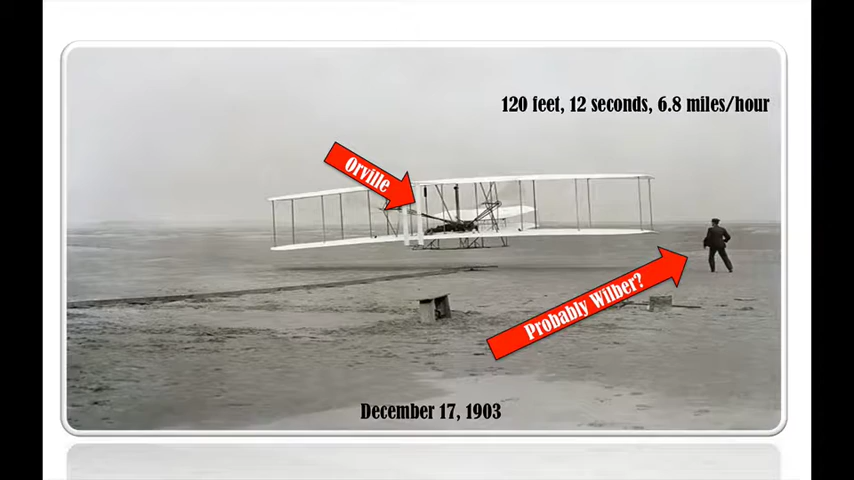 120 feet, 12 seconds, 6.8 miles/hour
Orville
Probably Wilber?
December 17, 1903